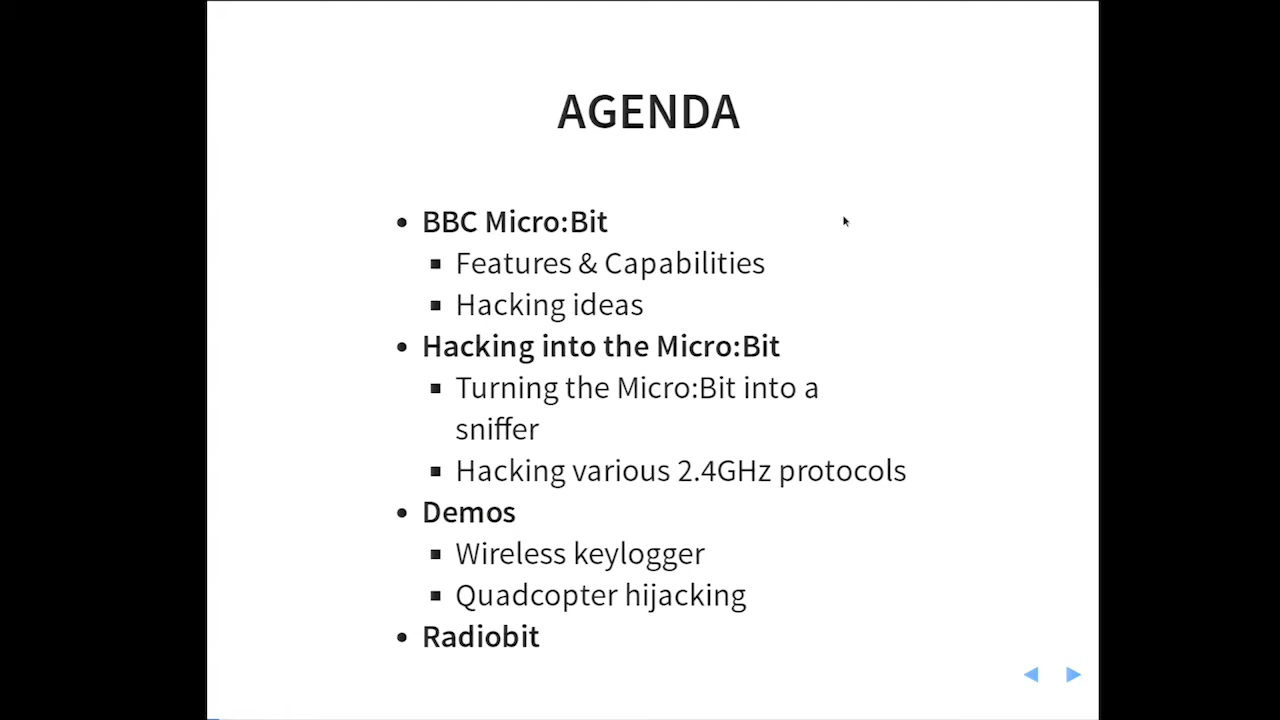 AGENDA
• BBC Micro:Bit
▪ Features & Capabilities
▪ Hacking ideas
• Hacking into the Micro:Bit
▪ Turning the Micro:Bit into a
sniffer
▪ Hacking various 2.4GHz protocols
• Demos
▪ Wireless keylogger
▪ Quadcopter hijacking
• Radiobit